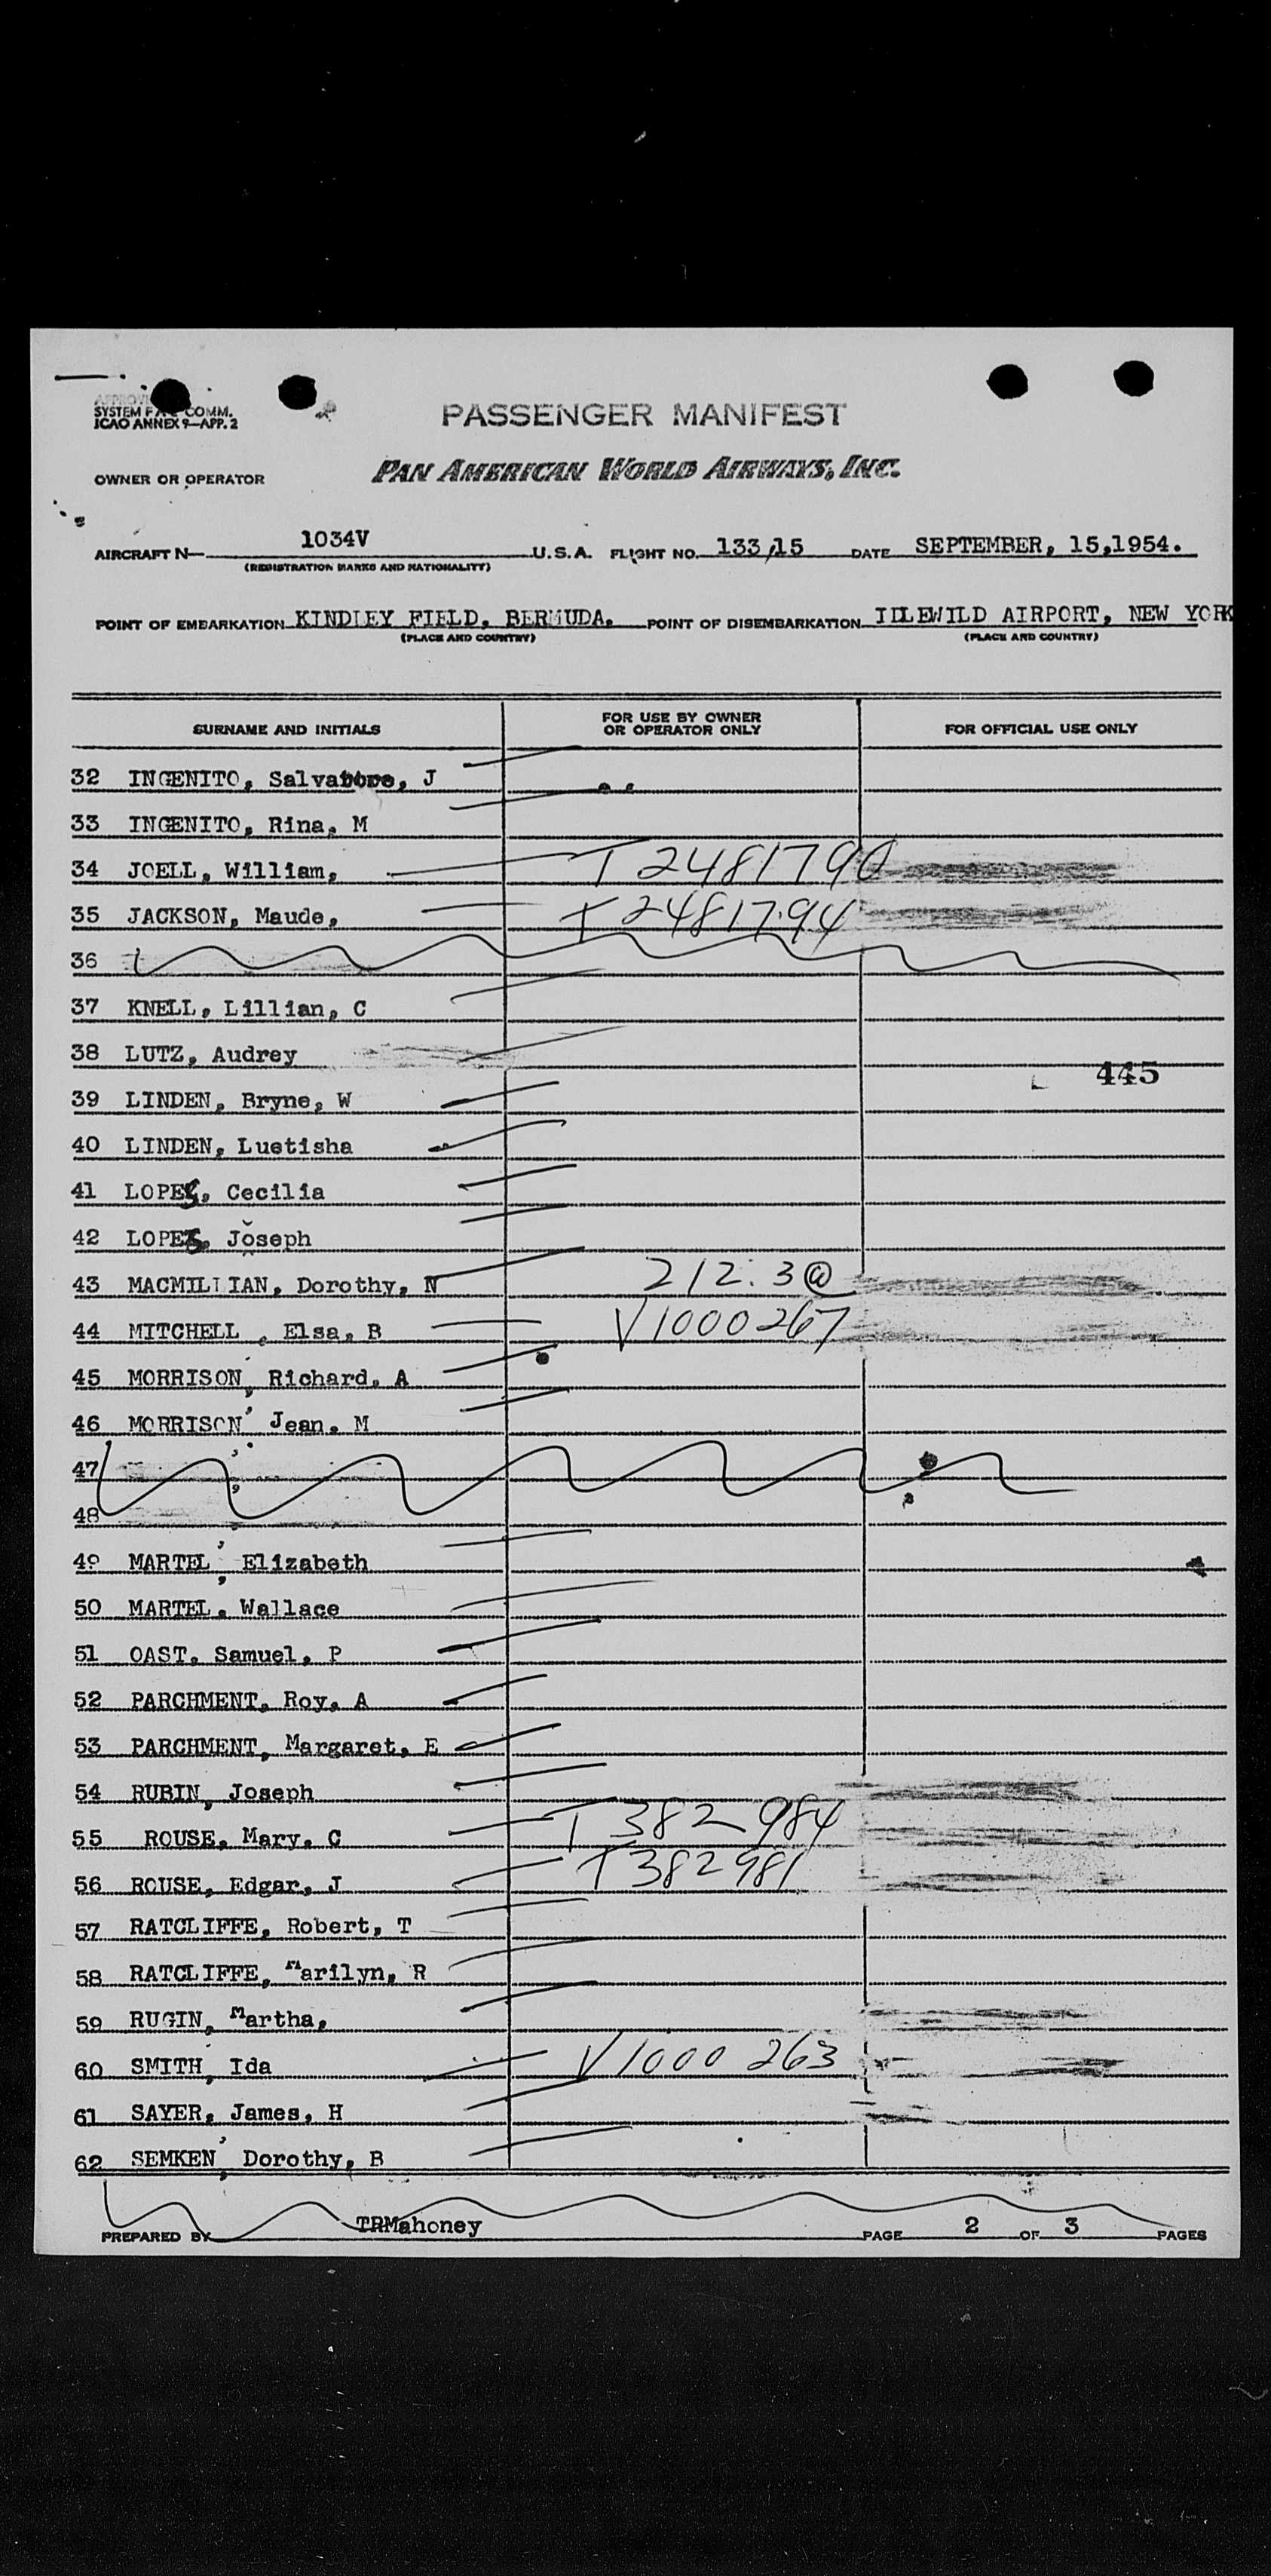 APPROVED
SYSTEM F & COMM.
ICAO ANNEX 9—APP. 2
PASSENGER MANIFEST
OWNER OR OPERATOR PAN AMERICAN WORLD AIRWAYS, INC.
AIRCRAFT N— 1034V U.S.A. FLIGHT NO. 133/15 DATE SEPTEMBER, 15,1954.
(REGISTRATION MARKS AND NATIONALITY)
POINT OF EMBARKATION KINDLEY FIELD, BERMUDA. POINT OF DISEMBARKATION IDLEWILD AIRPORT, NEW YORK
(PLACE AND COUNTRY) (PLACE AND COUNTRY)
SURNAME AND INITIALS FOR USE BY OWNER OR OPERATOR ONLY FOR OFFICIAL USE ONLY
32 INGENITO, Salvatore, J
33 INGENITO, Rina, M
34 JOELL, William, T 2481790
35 JACKSON, Maude, T 2481794
36
37 KNELL, Lillian, C
38 LUTZ, Audrey
445
39 LINDEN, Bryne, W
40 LINDEN, Luetisha
41 LOPES, Cecilia
42 LOPES, Joseph
43 MACMILLIAN, Dorothy, N 212.3@
44 MITCHELL, Elsa, B V1000267
45 MORRISON, Richard, A
46 MORRISON, Jean, M
47
48
49 MARTEL, Elizabeth
50 MARTEL, Wallace
51 OAST, Samuel, P
52 PARCHMENT, Roy, A
53 PARCHMENT, Margaret, E
54 RUBIN, Joseph
55 ROUSE, Mary, C T 382984
56 ROUSE, Edgar, J T 382981
57 RATCLIFFE, Robert, T
58 RATCLIFFE, Marilyn, R
59 RUGIN, Martha,
60 SMITH, Ida V1000 263
61 SAYER, James, H
62 SEMKEN, Dorothy, B
PREPARED BY TRMahoney PAGE 2 OF 3 PAGES